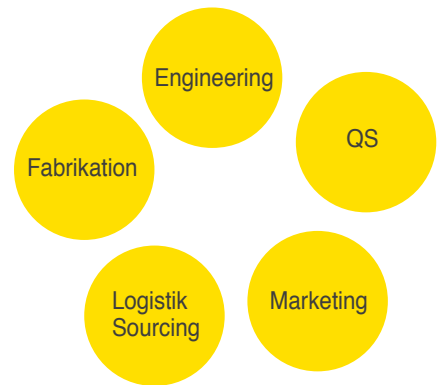 Engineering
QS
Fabrikation
Logistik
Sourcing
Marketing